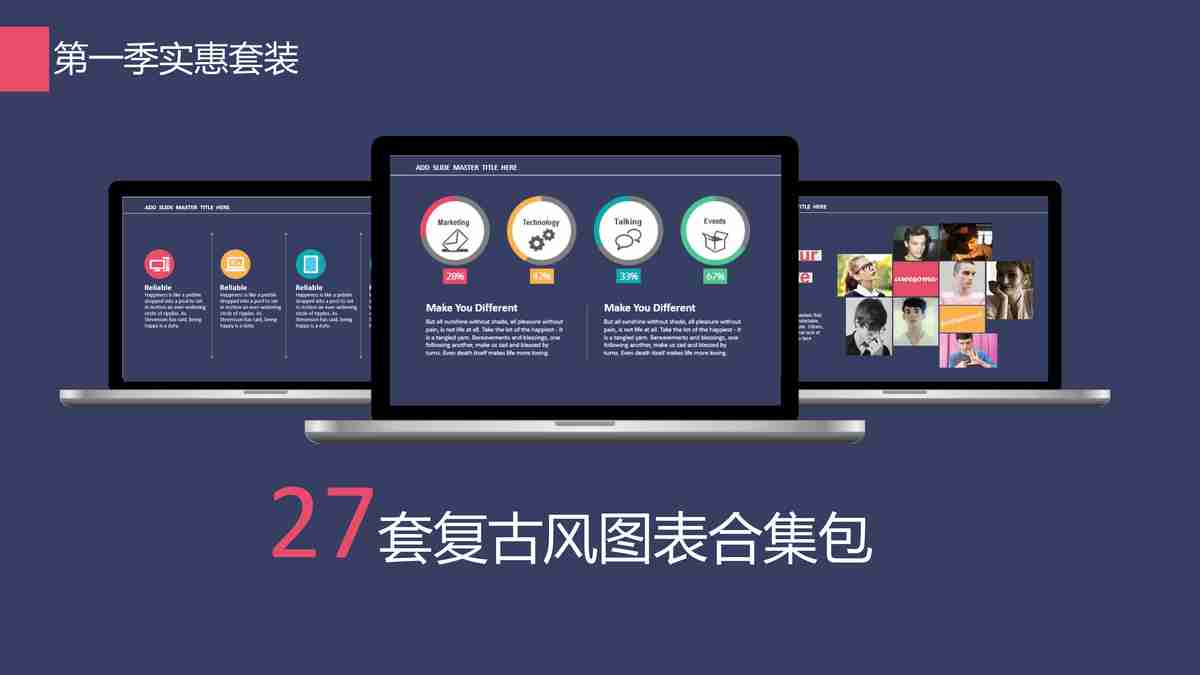 第一季实惠套装
ADD SLIDE MASTER TITLE HERE
Marketing
Technology
Talking
Events
28%
42%
33%
67%
Make You Different
But all sunshine without shade, all pleasure without
pain, is not life at all. Take the lot of the happiest - it
is a tangled yarn. Bereavements and blessings, one
following another, make us sad and blessed by
turns. Even death itself makes life more loving.
Make You Different
But all sunshine without shade, all pleasure without
pain, is not life at all. Take the lot of the happiest - it
is a tangled yarn. Bereavements and blessings, one
following another, make us sad and blessed by
turns. Even death itself makes life more loving.
ADD SLIDE MASTER TITLE HERE
Reliable
Happiness is like a pebble
dropped into a pool to set
in motion an ever-widening
circle of ripples. As
Stevenson has said, being
happy is a duty.
Reliable
Happiness is like a pebble
dropped into a pool to set
in motion an ever-widening
circle of ripples. As
Stevenson has said, being
happy is a duty.
Reliable
Happiness is like a pebble
dropped into a pool to set
in motion an ever-widening
circle of ripples. As
Stevenson has said, being
happy is a duty.
TITLE HERE
27套复古风图表合集包